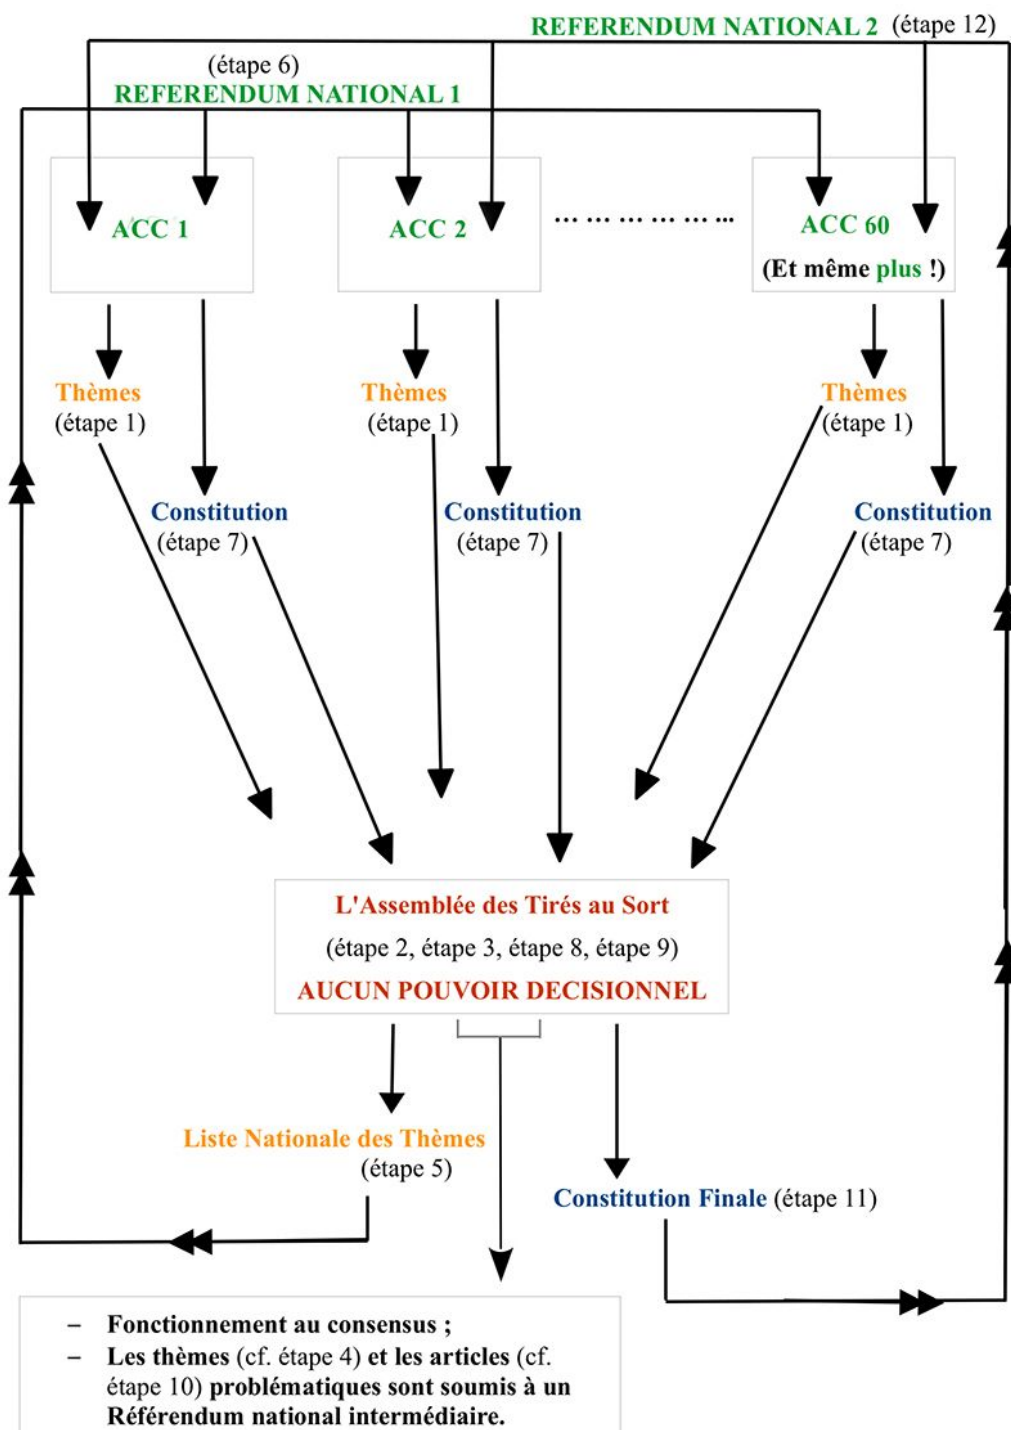 REFERENDUM NATIONAL 2 (étape 12)
(étape 6)
REFERENDUM NATIONAL 1
ACC 1
ACC 2
... ... ... ... ... ...
ACC 60
(Et même plus !)
Thèmes
(étape 1)
Thèmes
(étape 1)
Thèmes
(étape 1)
Constitution
(étape 7)
Constitution
(étape 7)
Constitution
(étape 7)
L'Assemblée des Tirés au Sort
(étape 2, étape 3, étape 8, étape 9)
AUCUN POUVOIR DECISIONNEL
Liste Nationale des Thèmes
(étape 5)
Constitution Finale (étape 11)
– Fonctionnement au consensus ;
– Les thèmes (cf. étape 4) et les articles (cf.
étape 10) problématiques sont soumis à un
Référendum national intermédiaire.